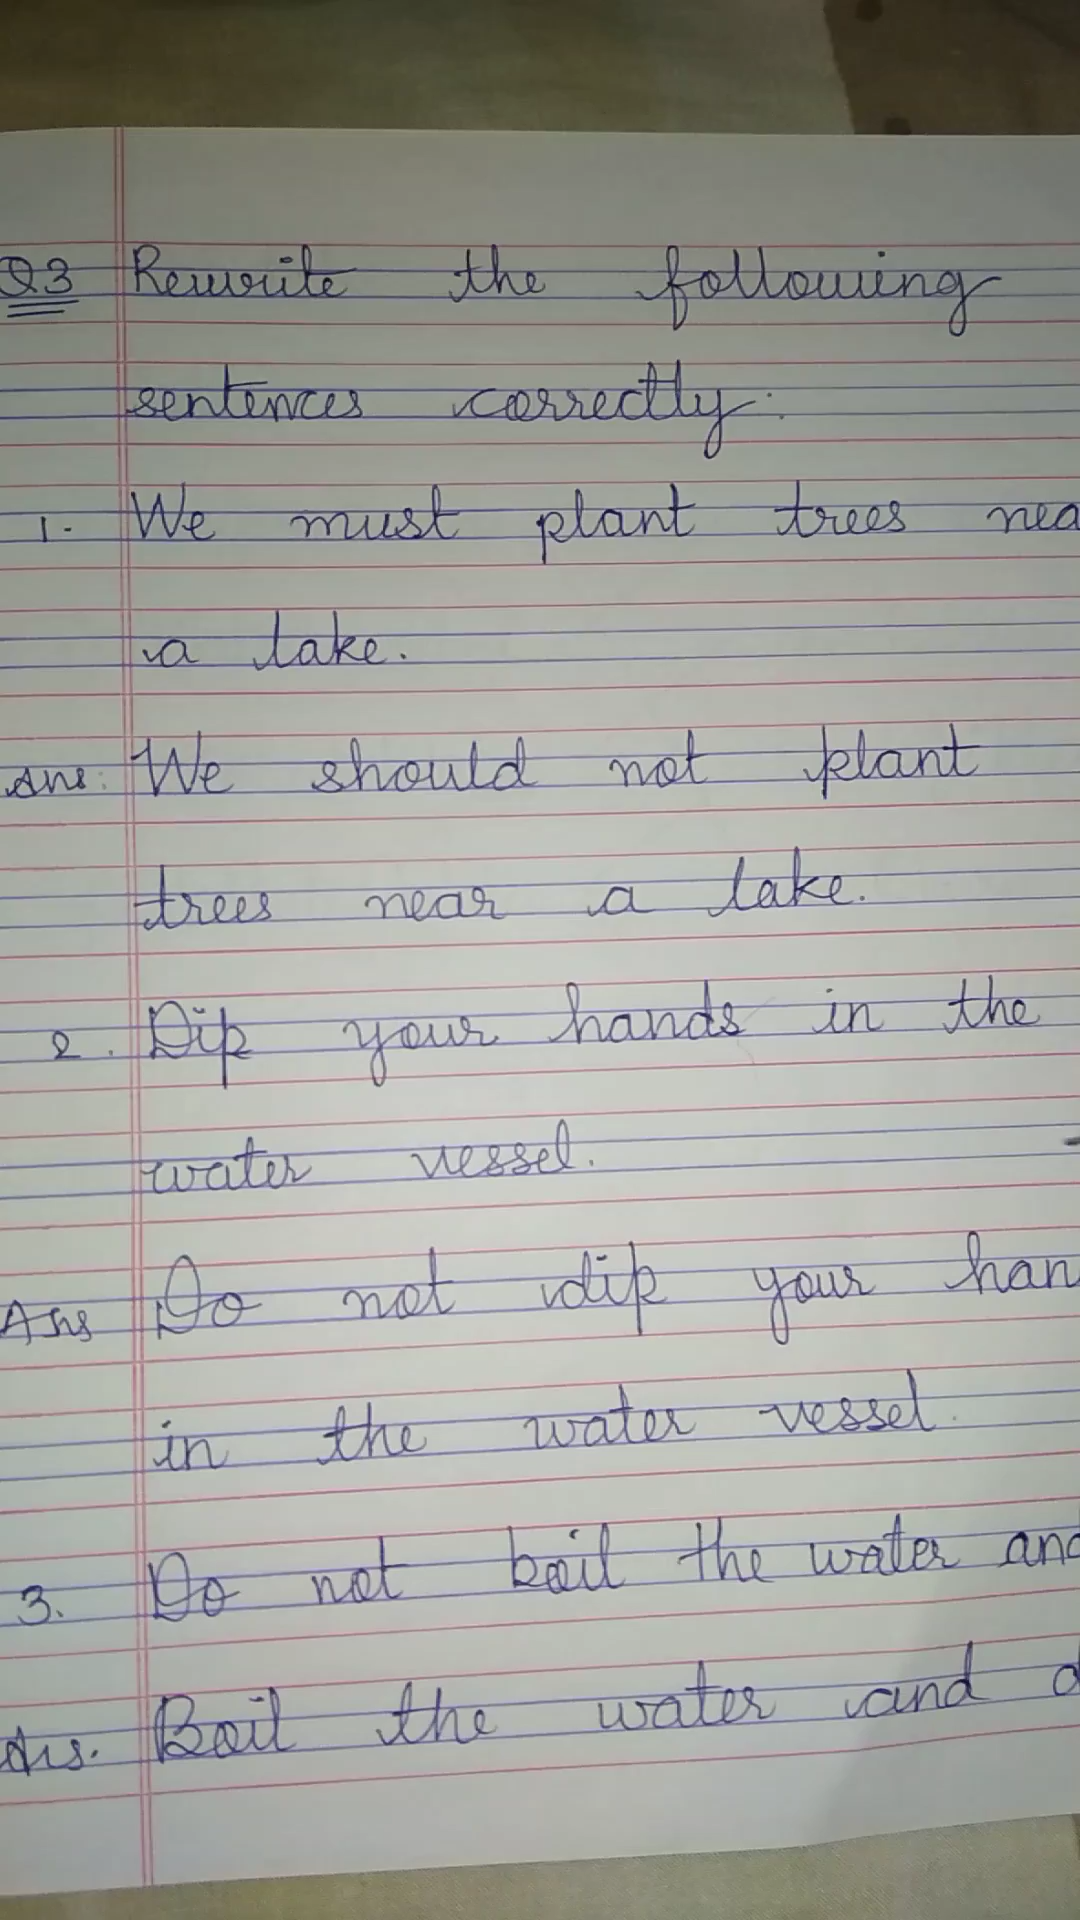 Q3 Rewrite the following
sentences correctly:
1. We must plant trees nea
a lake.
Ans: We should not plant
trees near a lake.
2. Dip your hands in the
water vessel.
Ans Do not dip your han
in the water vessel.
3. Do not boil the water and
Ans. Boil the water and d